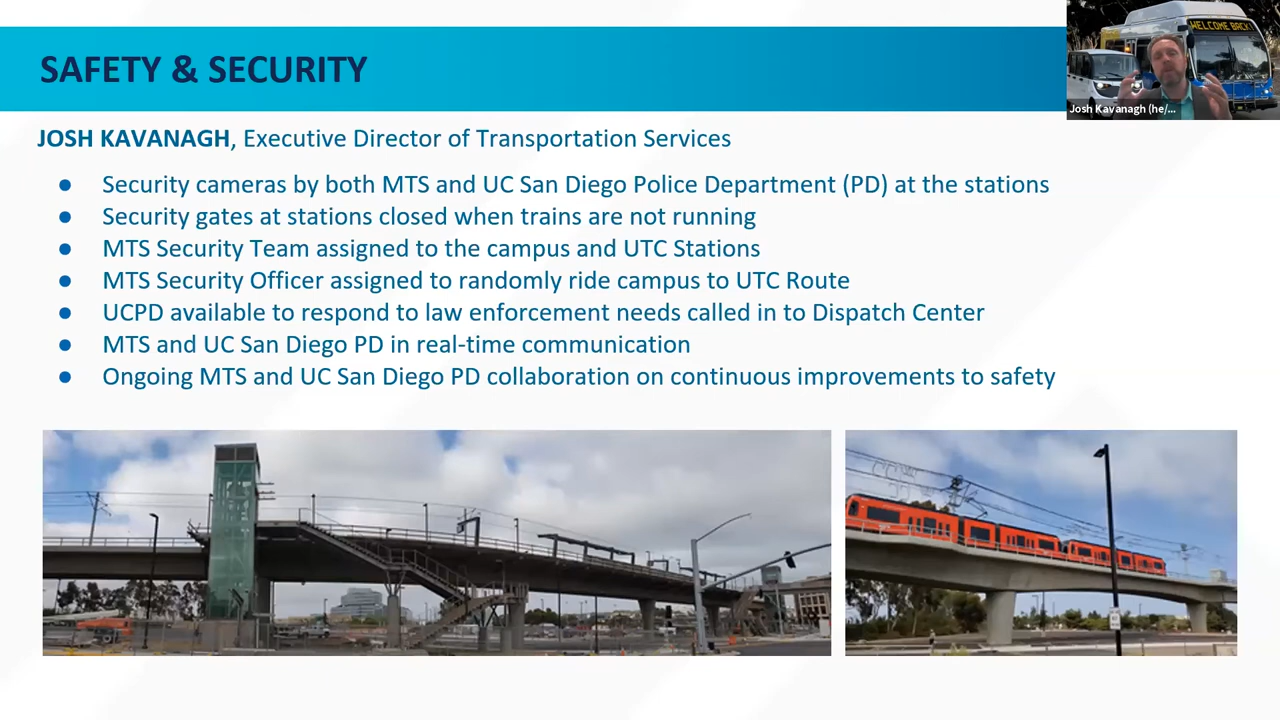 SAFETY & SECURITY
WELCOME BACK!
Josh Kavanagh (he/...
JOSH KAVANAGH, Executive Director of Transportation Services
● Security cameras by both MTS and UC San Diego Police Department (PD) at the stations
● Security gates at stations closed when trains are not running
● MTS Security Team assigned to the campus and UTC Stations
● MTS Security Officer assigned to randomly ride campus to UTC Route
● UCPD available to respond to law enforcement needs called in to Dispatch Center
● MTS and UC San Diego PD in real-time communication
● Ongoing MTS and UC San Diego PD collaboration on continuous improvements to safety